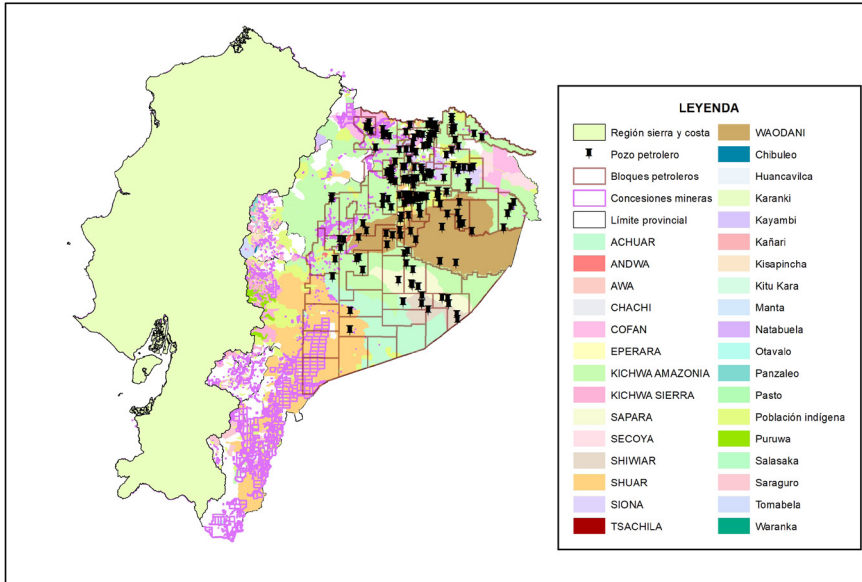 LEYENDA
Región sierra y costa
Pozo petrolero
Bloques petroleros
Concesiones mineras
Límite provincial
ACHUAR
ANDWA
AWA
CHACHI
COFAN
EPERARA
KICHWA AMAZONIA
KICHWA SIERRA
SAPARA
SECOYA
SHIWIAR
SHUAR
SIONA
TSACHILA
WAODANI
Chibuleo
Huancavilca
Karanki
Kayambi
Kañari
Kisapincha
Kitu Kara
Manta
Natabuela
Otavalo
Panzaleo
Pasto
Población indígena
Puruwa
Salasaka
Saraguro
Tomabela
Waranka